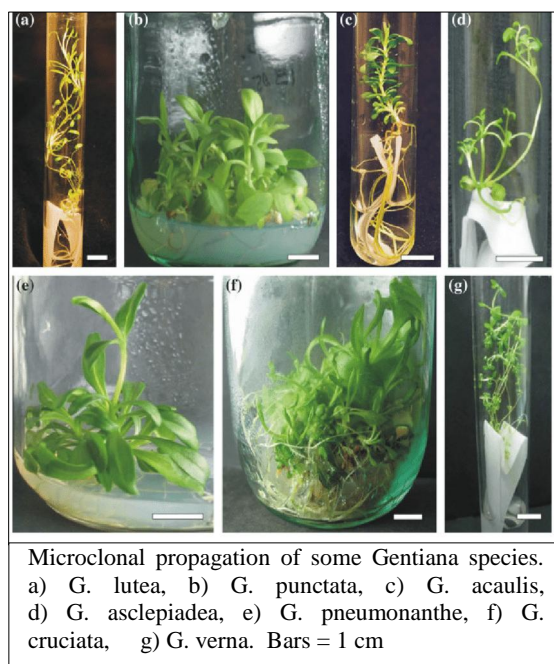 (a) (b) (c) (d)
(e) (f) (g)
Microclonal propagation of some Gentiana species.
a) G. lutea, b) G. punctata, c) G. acaulis,
d) G. asclepiadea, e) G. pneumonanthe, f) G.
cruciata, g) G. verna. Bars = 1 cm